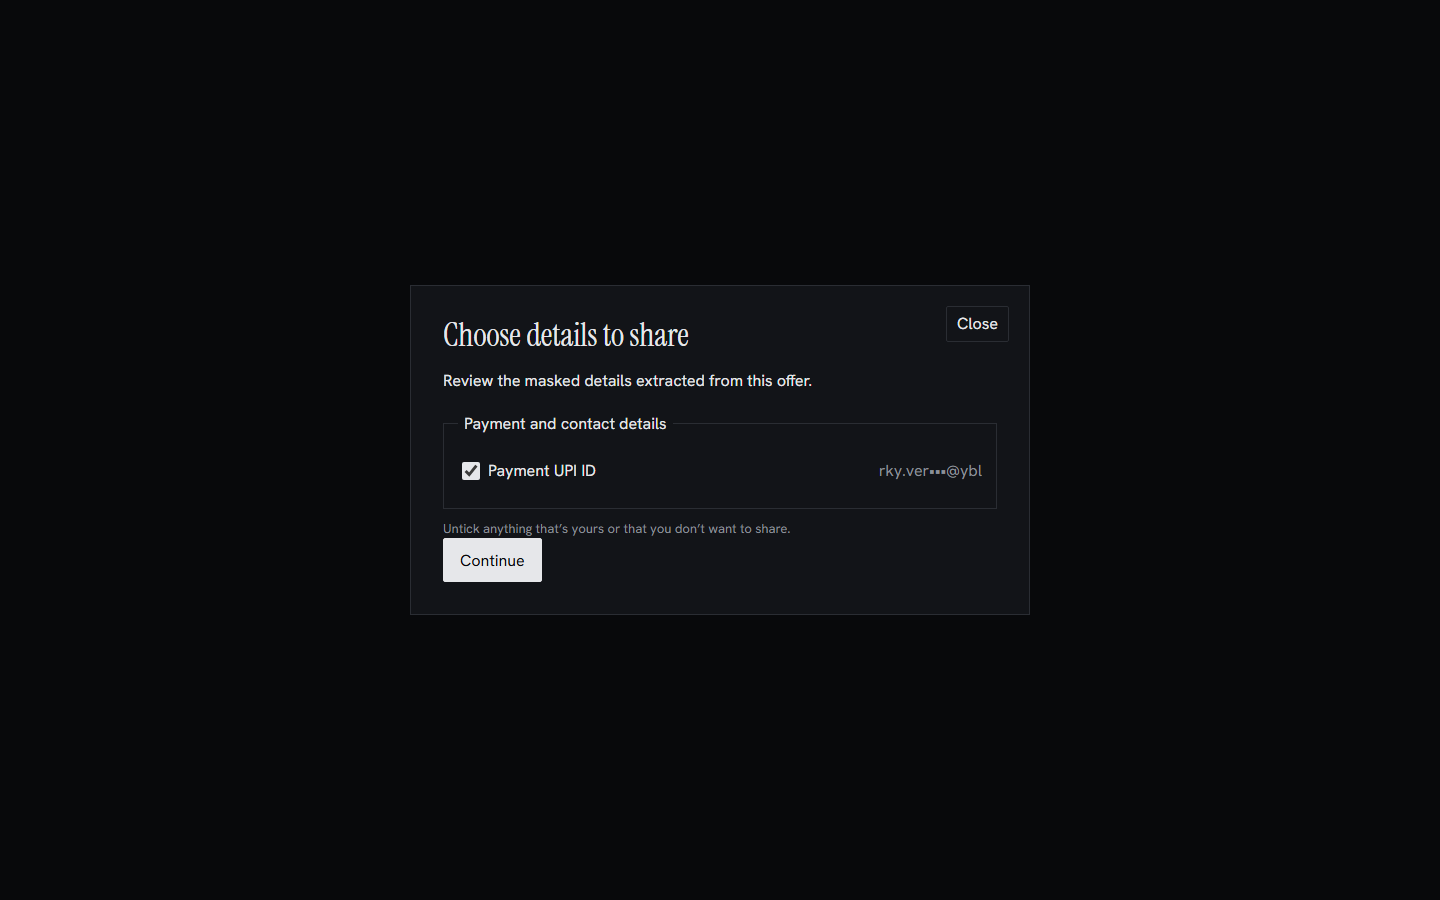 Choose details to share
Close
Review the masked details extracted from this offer.
Payment and contact details
Payment UPI ID
rky.ver▪▪▪@ybl
Untick anything that’s yours or that you don’t want to share.
Continue